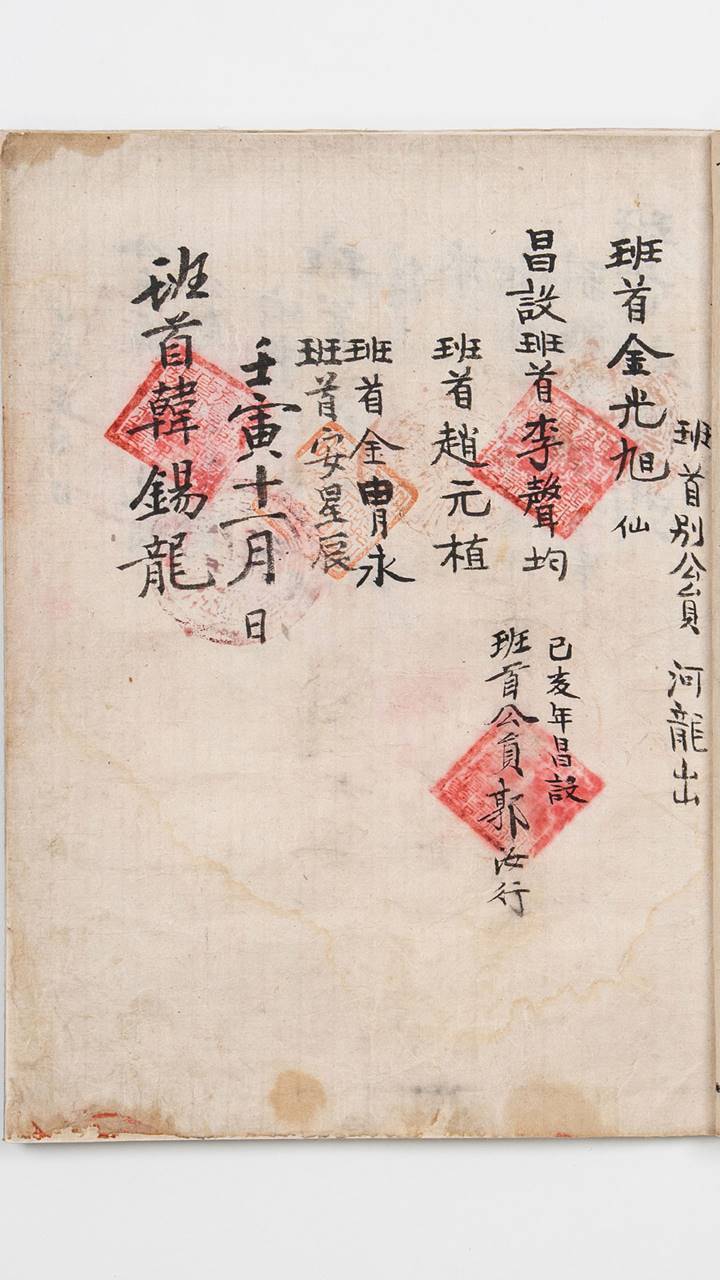 班首別公員 河龍山
班首金光旭 仙
昌設班首李聲均
己亥年昌設
班首公員郭汝行
班首趙元植
班首金冑永
班首安星辰
壬寅十一月 日
班首韓錫龍